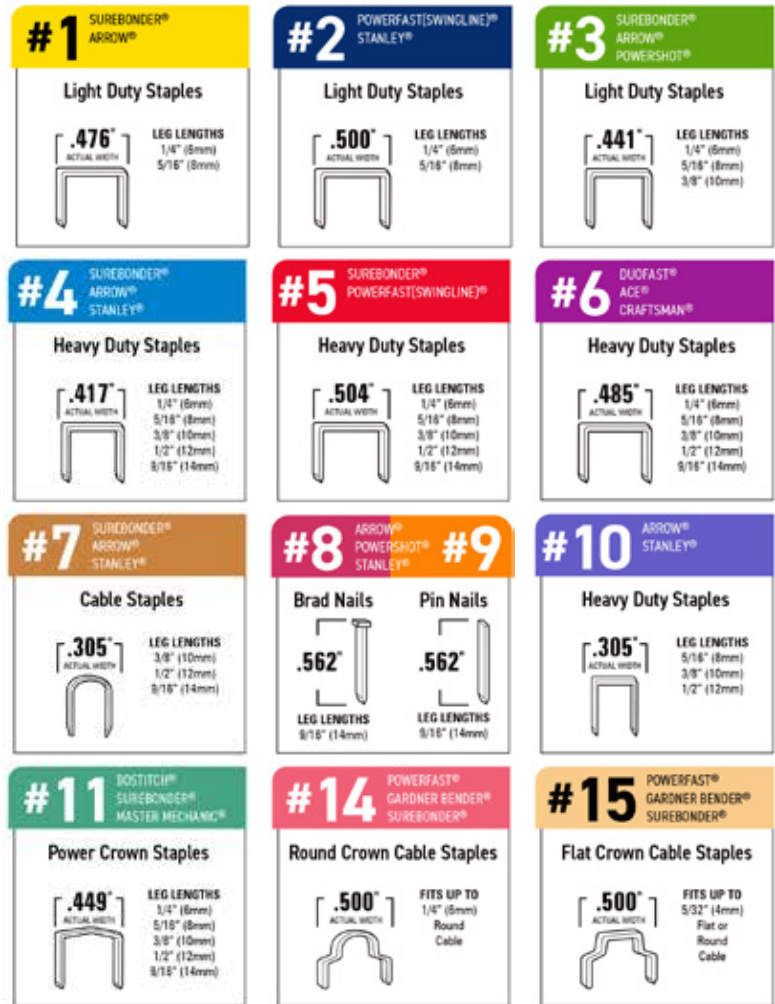 #1
SUREBONDER®
ARROW®
Light Duty Staples
.476"
ACTUAL WIDTH
LEG LENGTHS
1/4" (6mm)
5/16" (8mm)
#2
POWERFAST(SWINGLINE)®
STANLEY®
Light Duty Staples
.500"
ACTUAL WIDTH
LEG LENGTHS
1/4" (6mm)
5/16" (8mm)
#3
SUREBONDER®
ARROW®
POWERSHOT®
Light Duty Staples
.441"
ACTUAL WIDTH
LEG LENGTHS
1/4" (6mm)
5/16" (8mm)
3/8" (10mm)
#4
SUREBONDER®
ARROW®
STANLEY®
Heavy Duty Staples
.417"
ACTUAL WIDTH
LEG LENGTHS
1/4" (6mm)
5/16" (8mm)
3/8" (10mm)
1/2" (12mm)
9/16" (14mm)
#5
SUREBONDER®
POWERFAST(SWINGLINE)®
Heavy Duty Staples
.504"
ACTUAL WIDTH
LEG LENGTHS
1/4" (6mm)
5/16" (8mm)
3/8" (10mm)
1/2" (12mm)
9/16" (14mm)
#6
DUOFAST®
ACE®
CRAFTSMAN®
Heavy Duty Staples
.485"
ACTUAL WIDTH
LEG LENGTHS
1/4" (6mm)
5/16" (8mm)
3/8" (10mm)
1/2" (12mm)
9/16" (14mm)
#7
SUREBONDER®
ARROW®
STANLEY®
Cable Staples
.305"
ACTUAL WIDTH
LEG LENGTHS
3/8" (10mm)
1/2" (12mm)
9/16" (14mm)
#8
ARROW®
POWERSHOT®
STANLEY®
#9
Brad Nails
.562"
LEG LENGTHS
9/16" (14mm)
Pin Nails
.562"
LEG LENGTHS
9/16" (14mm)
#10
ARROW®
STANLEY®
Heavy Duty Staples
.305"
ACTUAL WIDTH
LEG LENGTHS
5/16" (8mm)
3/8" (10mm)
1/2" (12mm)
#11
BOSTITCH®
SUREBONDER®
MASTER MECHANIC®
Power Crown Staples
.449"
ACTUAL WIDTH
LEG LENGTHS
1/4" (6mm)
5/16" (8mm)
3/8" (10mm)
1/2" (12mm)
9/16" (14mm)
#14
POWERFAST®
GARDNER BENDER®
SUREBONDER®
Round Crown Cable Staples
.500"
ACTUAL WIDTH
FITS UP TO
1/4" (6mm)
Round
Cable
#15
POWERFAST®
GARDNER BENDER®
SUREBONDER®
Flat Crown Cable Staples
.500"
ACTUAL WIDTH
FITS UP TO
5/32" (4mm)
Flat or
Round
Cable